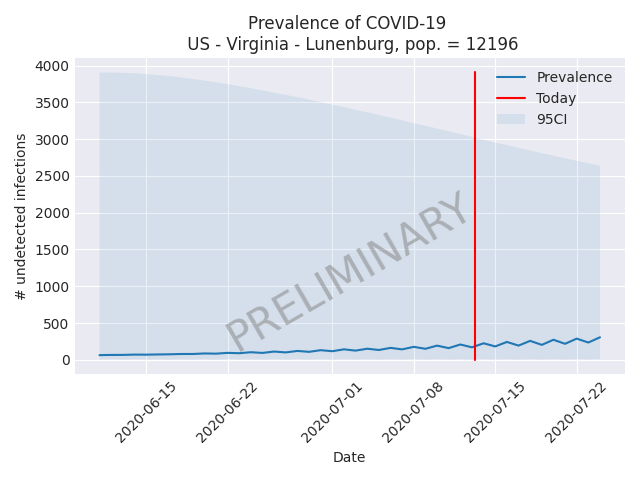 Prevalence of COVID-19
US - Virginia - Lunenburg, pop. = 12196
Prevalence
Today
95CI
4000
3500
3000
2500
2000
1500
1000
500
0
# undetected infections
PRELIMINARY
2020-06-15
2020-06-22
2020-07-01
2020-07-08
2020-07-15
2020-07-22
Date